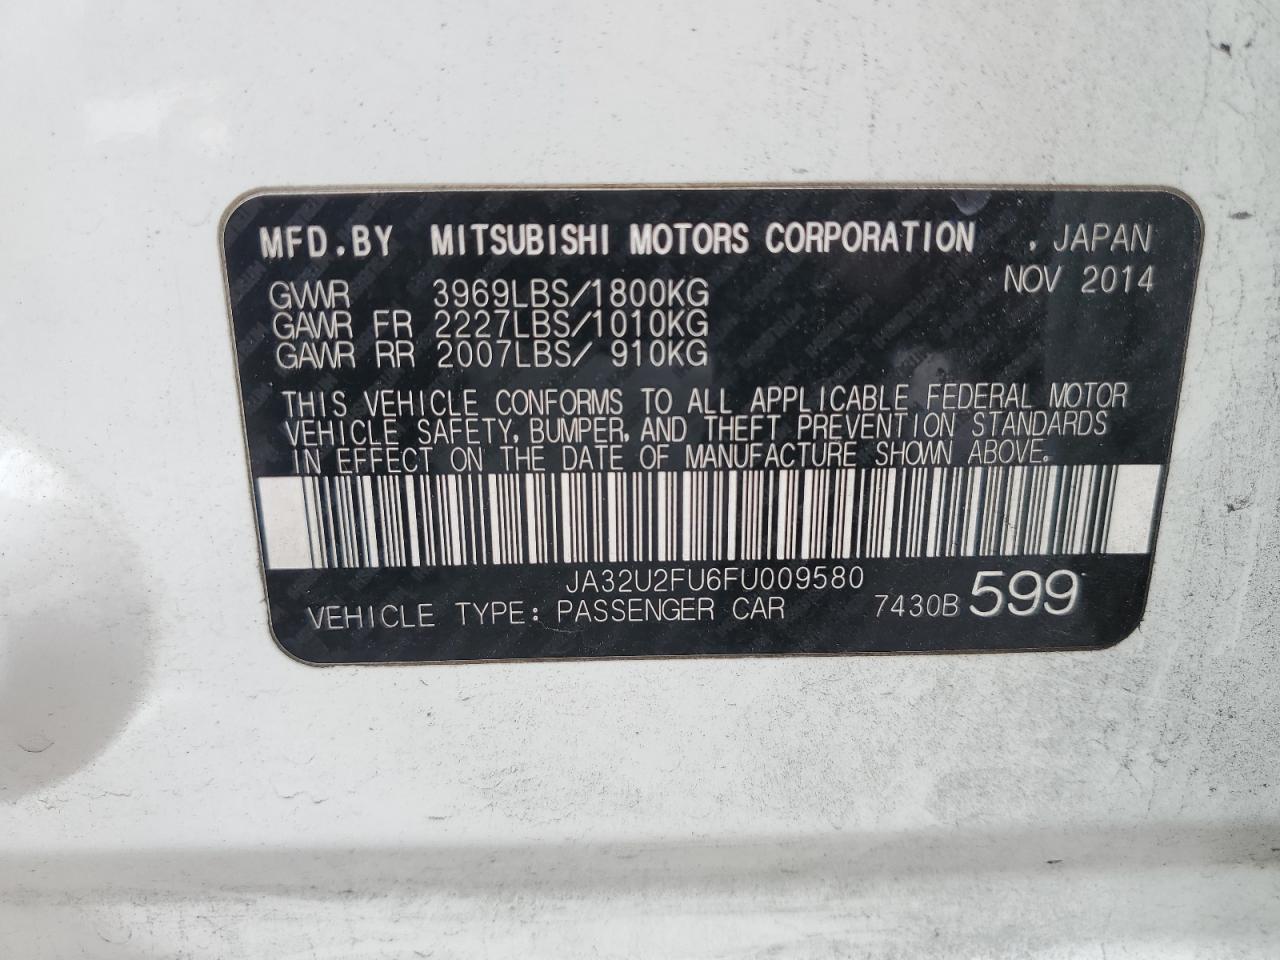 MFD.BY MITSUBISHI MOTORS CORPORATION , JAPAN
NOV 2014
GVWR 3969LBS/1800KG
GAWR FR 2227LBS/1010KG
GAWR RR 2007LBS/ 910KG
THIS VEHICLE CONFORMS TO ALL APPLICABLE FEDERAL MOTOR
VEHICLE SAFETY, BUMPER, AND THEFT PREVENTION STANDARDS
IN EFFECT ON THE DATE OF MANUFACTURE SHOWN ABOVE.
JA32U2FU6FU009580
VEHICLE TYPE: PASSENGER CAR 7430B 599